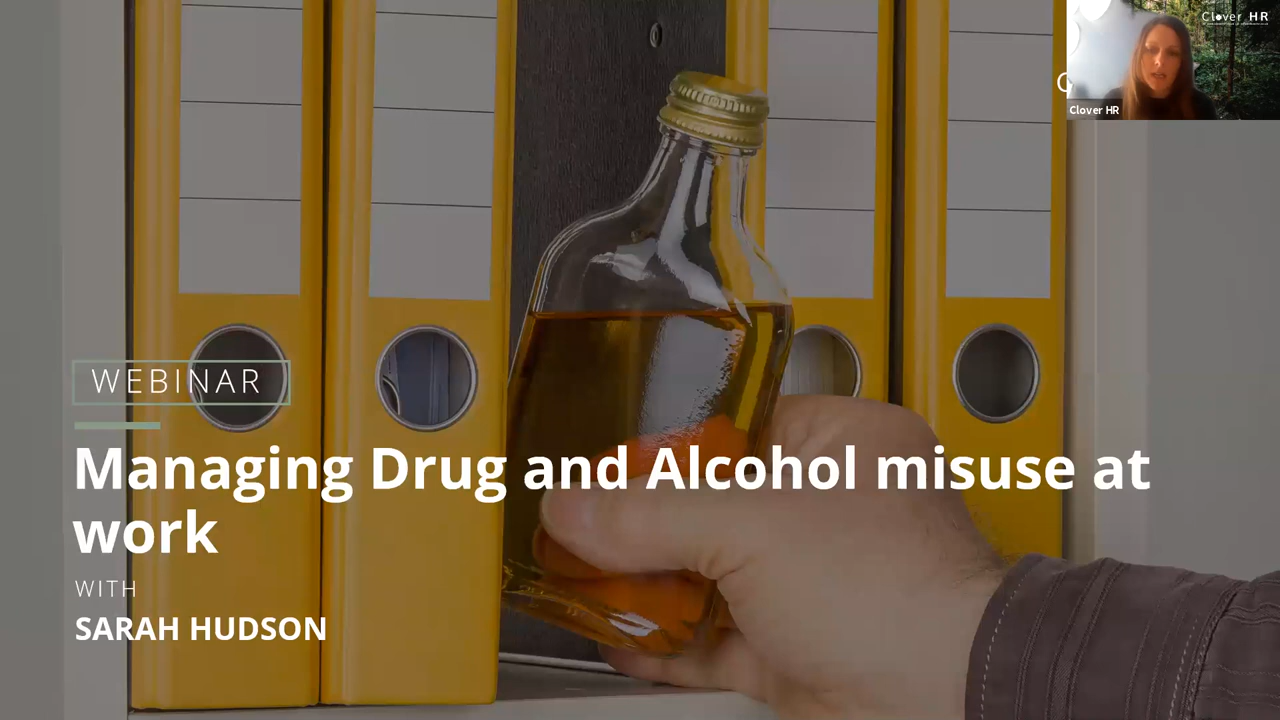 Clover HR
Clover HR
WEBINAR
Managing Drug and Alcohol misuse at
work
WITH
SARAH HUDSON